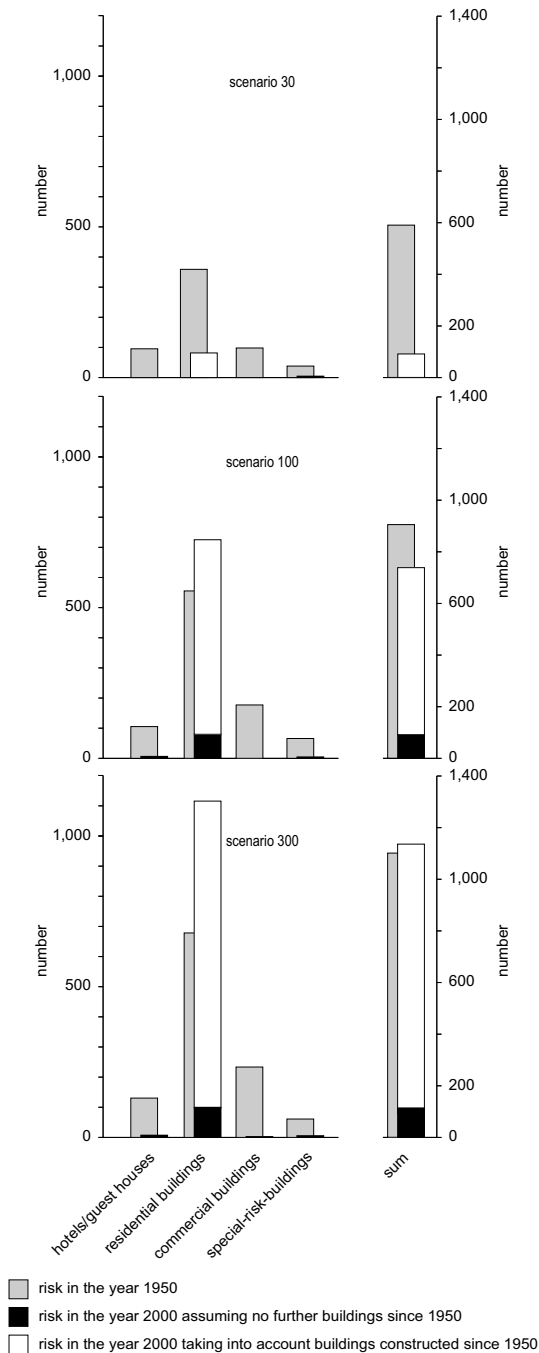 1,400
1,000
scenario 30
1,000
number
number
500
600
200
0
0
1,400
1,000
scenario 100
1,000
number
number
500
600
200
0
0
1,400
1,000
scenario 300
1,000
number
number
500
600
200
0
0
hotels/guest houses
residential buildings
commercial buildings
special-risk-buildings
sum
risk in the year 1950
risk in the year 2000 assuming no further buildings since 1950
risk in the year 2000 taking into account buildings constructed since 1950